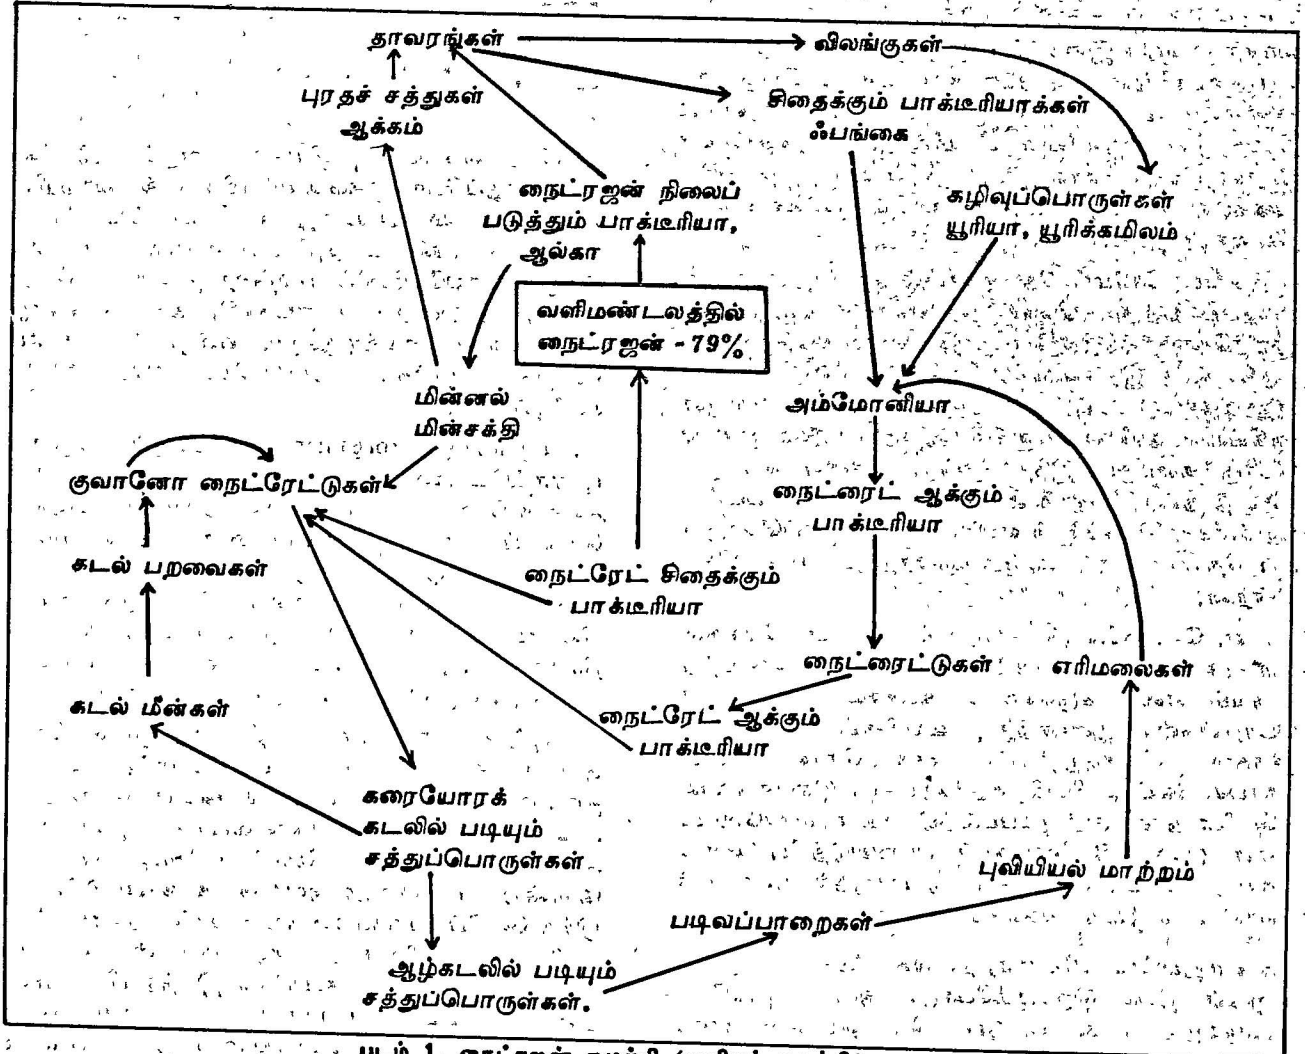 தாவரங்கள்
விலங்குகள்
புரதச் சத்துகள்
ஆக்கம்
சிதைக்கும் பாக்டீரியாக்கள்
ஃபங்கை
நைட்ரஜன் நிலைப்
படுத்தும் பாக்டீரியா,
ஆல்கா
கழிவுப்பொருள்கள்
யூரியா, யூரிக்கமிலம்
வளிமண்டலத்தில்
நைட்ரஜன் - 79%
மின்னல்
மின்சக்தி
அம்மோனியா
குவானோ நைட்ரேட்டுகள்
நைட்ரைட் ஆக்கும்
பாக்டீரியா
கடல் பறவைகள்
நைட்ரேட் சிதைக்கும்
பாக்டீரியா
நைட்ரைட்டுகள்
எரிமலைகள்
கடல் மீன்கள்
நைட்ரேட் ஆக்கும்
பாக்டீரியா
கரையோரக்
கடலில் படியும்
சத்துப்பொருள்கள்
புவியியல் மாற்றம்
படிவப்பாறைகள்
ஆழ்கடலில் படியும்
சத்துப்பொருள்கள்.
படம் 1.